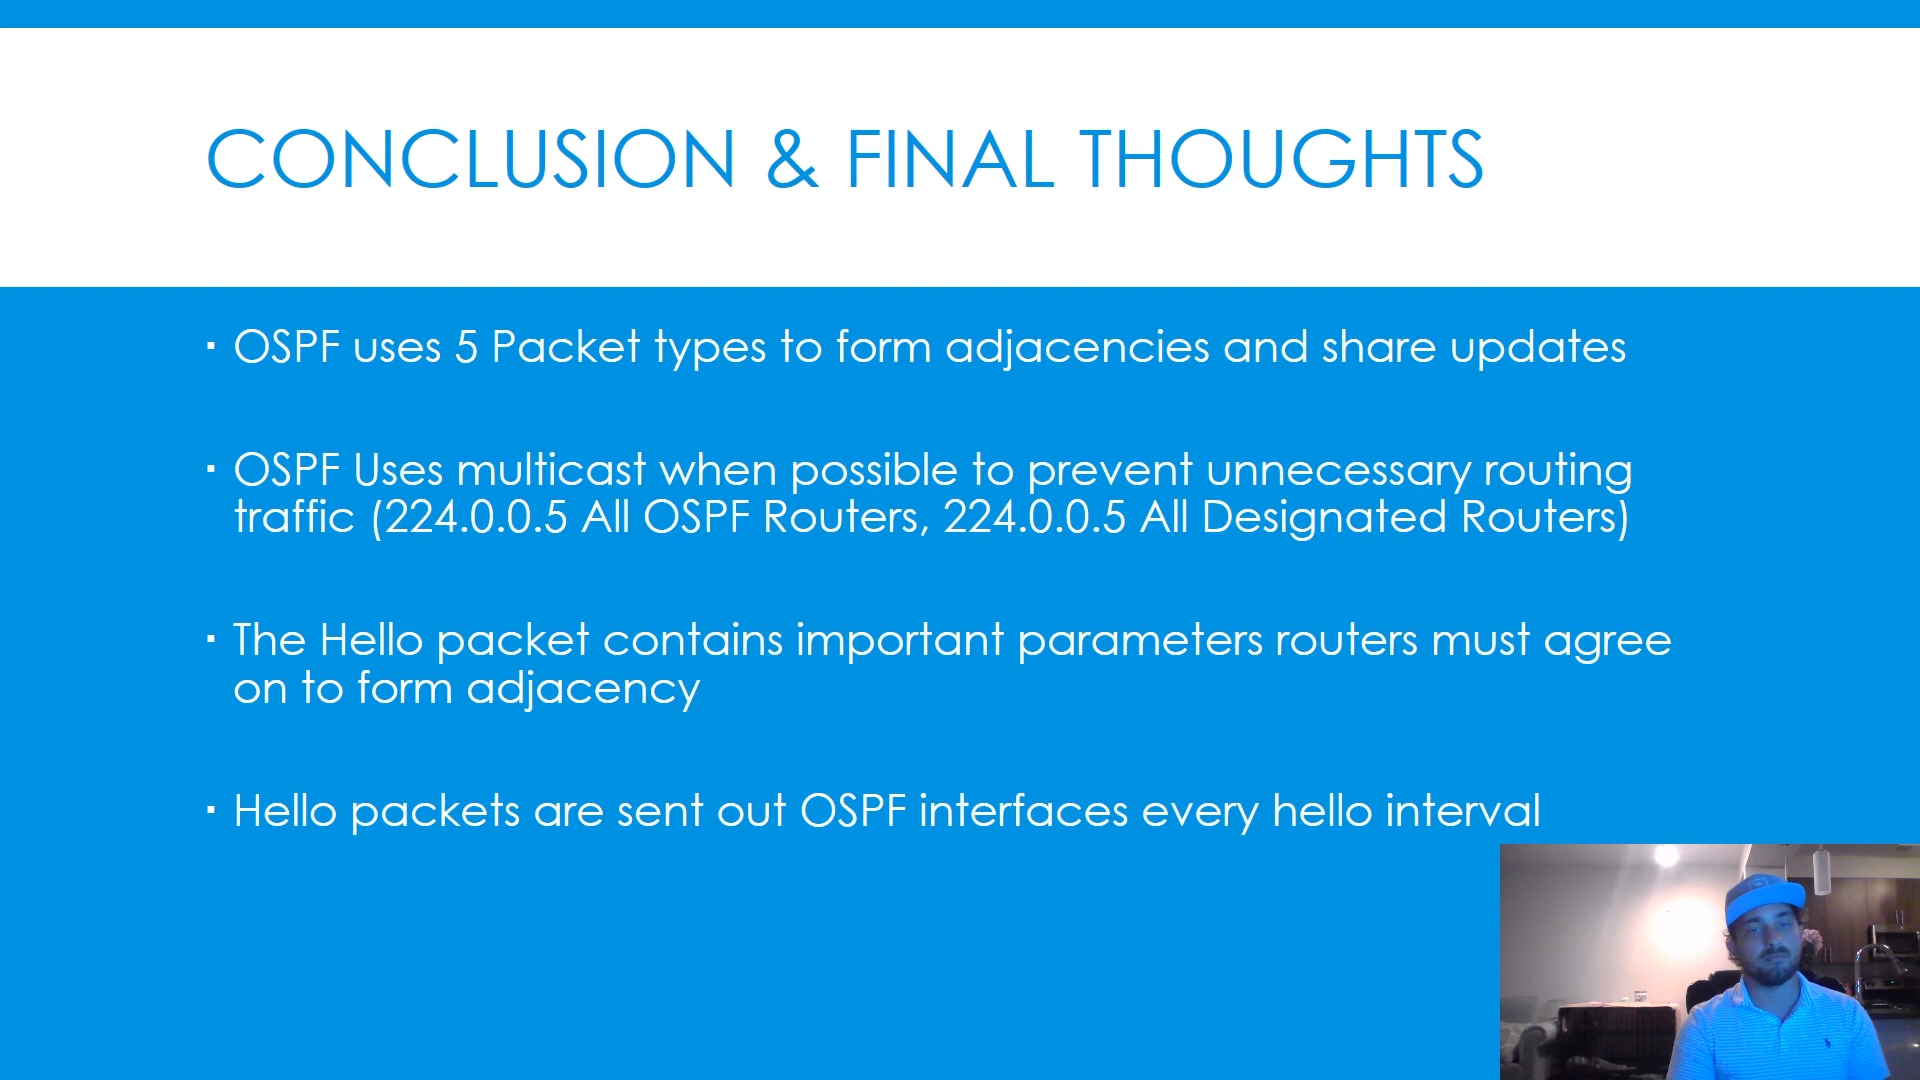 CONCLUSION & FINAL THOUGHTS
▪ OSPF uses 5 Packet types to form adjacencies and share updates
▪ OSPF Uses multicast when possible to prevent unnecessary routing
traffic (224.0.0.5 All OSPF Routers, 224.0.0.5 All Designated Routers)
▪ The Hello packet contains important parameters routers must agree
on to form adjacency
▪ Hello packets are sent out OSPF interfaces every hello interval